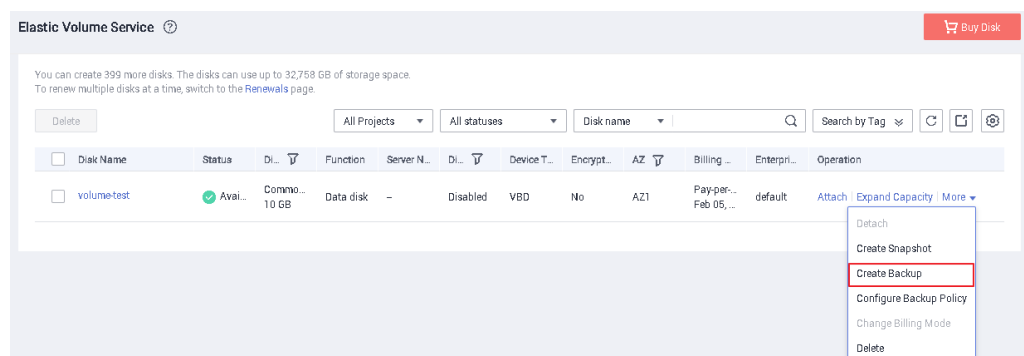 Elastic Volume Service ?
Buy Disk
You can create 399 more disks. The disks can use up to 32,758 GB of storage space.
To renew multiple disks at a time, switch to the Renewals page.
Delete
All Projects
All statuses
Disk name
Search by Tag
Disk Name Status Di... Function Server N... Di... Device T... Encrypt... AZ Billing ... Enterpri... Operation
volume-test Avai... Commo... 10 GB Data disk – Disabled VBD No AZ1 Pay-per-... Feb 05, ... default Attach Expand Capacity More
Detach
Create Snapshot
Create Backup
Configure Backup Policy
Change Billing Mode
Delete